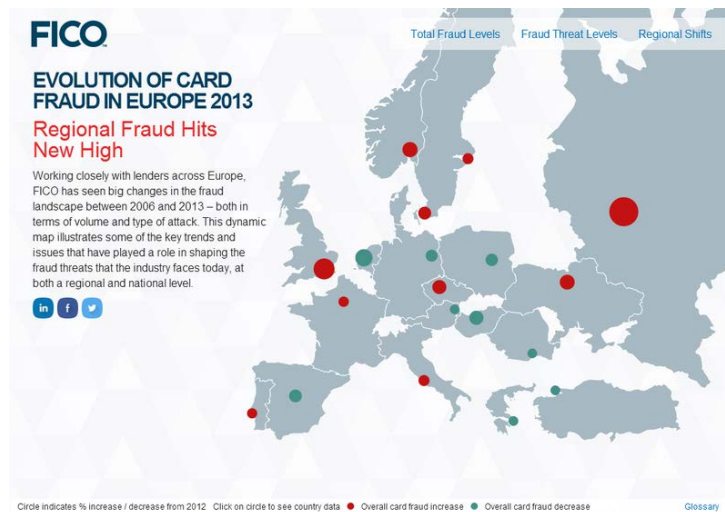 FICO
Total Fraud Levels Fraud Threat Levels Regional Shifts
EVOLUTION OF CARD
FRAUD IN EUROPE 2013
Regional Fraud Hits
New High
Working closely with lenders across Europe,
FICO has seen big changes in the fraud
landscape between 2006 and 2013 – both in
terms of volume and type of attack. This dynamic
map illustrates some of the key trends and
issues that have played a role in shaping the
fraud threats that the industry faces today, at
both a regional and national level.
in f
Circle indicates % increase / decrease from 2012 Click on circle to see country data Overall card fraud increase Overall card fraud decrease Glossary